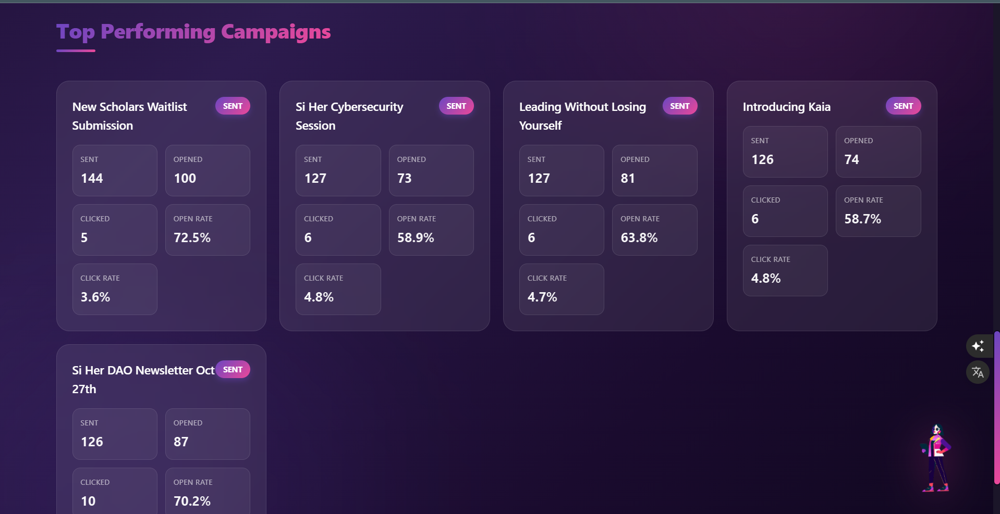 Top Performing Campaigns
New Scholars Waitlist
Submission
SENT
SENT
144
OPENED
100
CLICKED
5
OPEN RATE
72.5%
CLICK RATE
3.6%
Si Her Cybersecurity
Session
SENT
SENT
127
OPENED
73
CLICKED
6
OPEN RATE
58.9%
CLICK RATE
4.8%
Leading Without Losing
Yourself
SENT
SENT
127
OPENED
81
CLICKED
6
OPEN RATE
63.8%
CLICK RATE
4.7%
Introducing Kaia
SENT
SENT
126
OPENED
74
CLICKED
6
OPEN RATE
58.7%
CLICK RATE
4.8%
Si Her DAO Newsletter Oct
27th
SENT
SENT
126
OPENED
87
CLICKED
10
OPEN RATE
70.2%